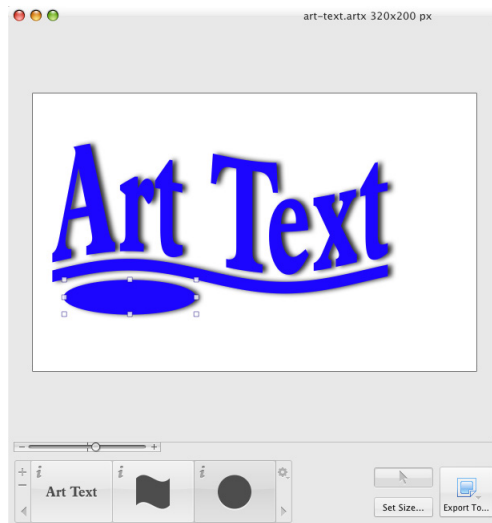 art-text.artx 320x200 px
Art Text
i
i
i
Art Text
Set Size...
Export To...